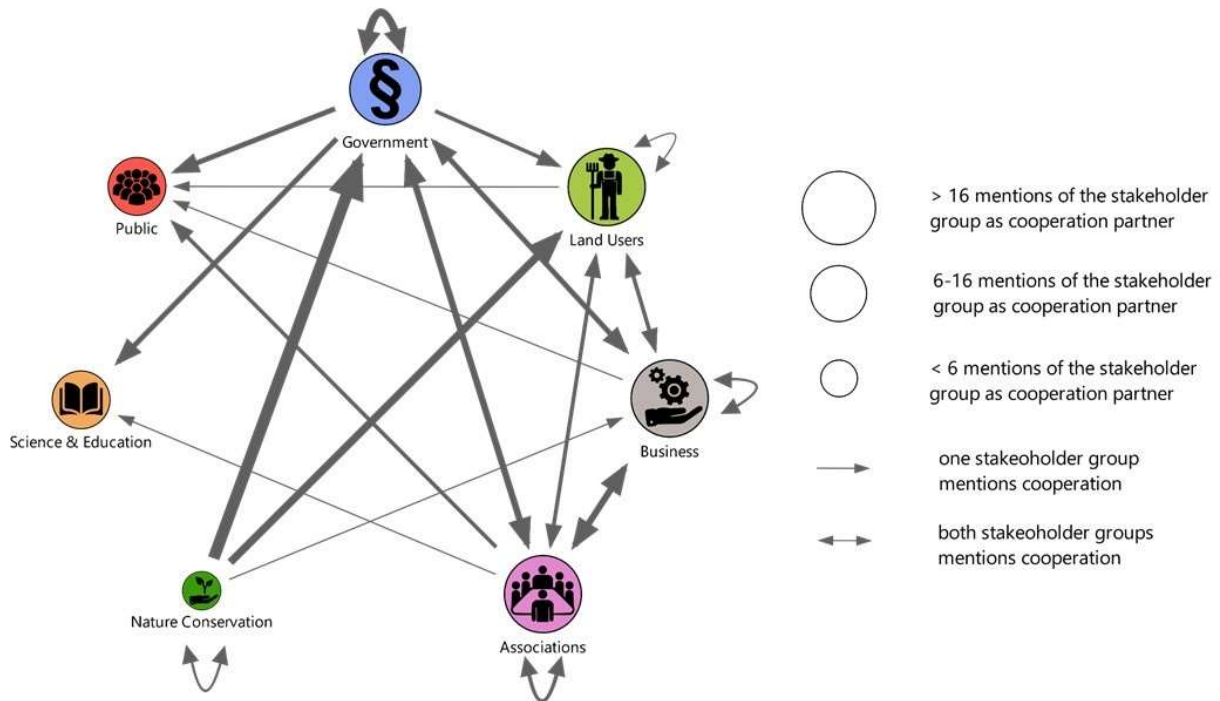 §
Government
Public
Land Users
Science & Education
Business
Nature Conservation
Associations
> 16 mentions of the stakeholder
group as cooperation partner
6-16 mentions of the stakeholder
group as cooperation partner
< 6 mentions of the stakeholder
group as cooperation partner
one stakeoholder group
mentions cooperation
both stakeoholder groups
mentions cooperation